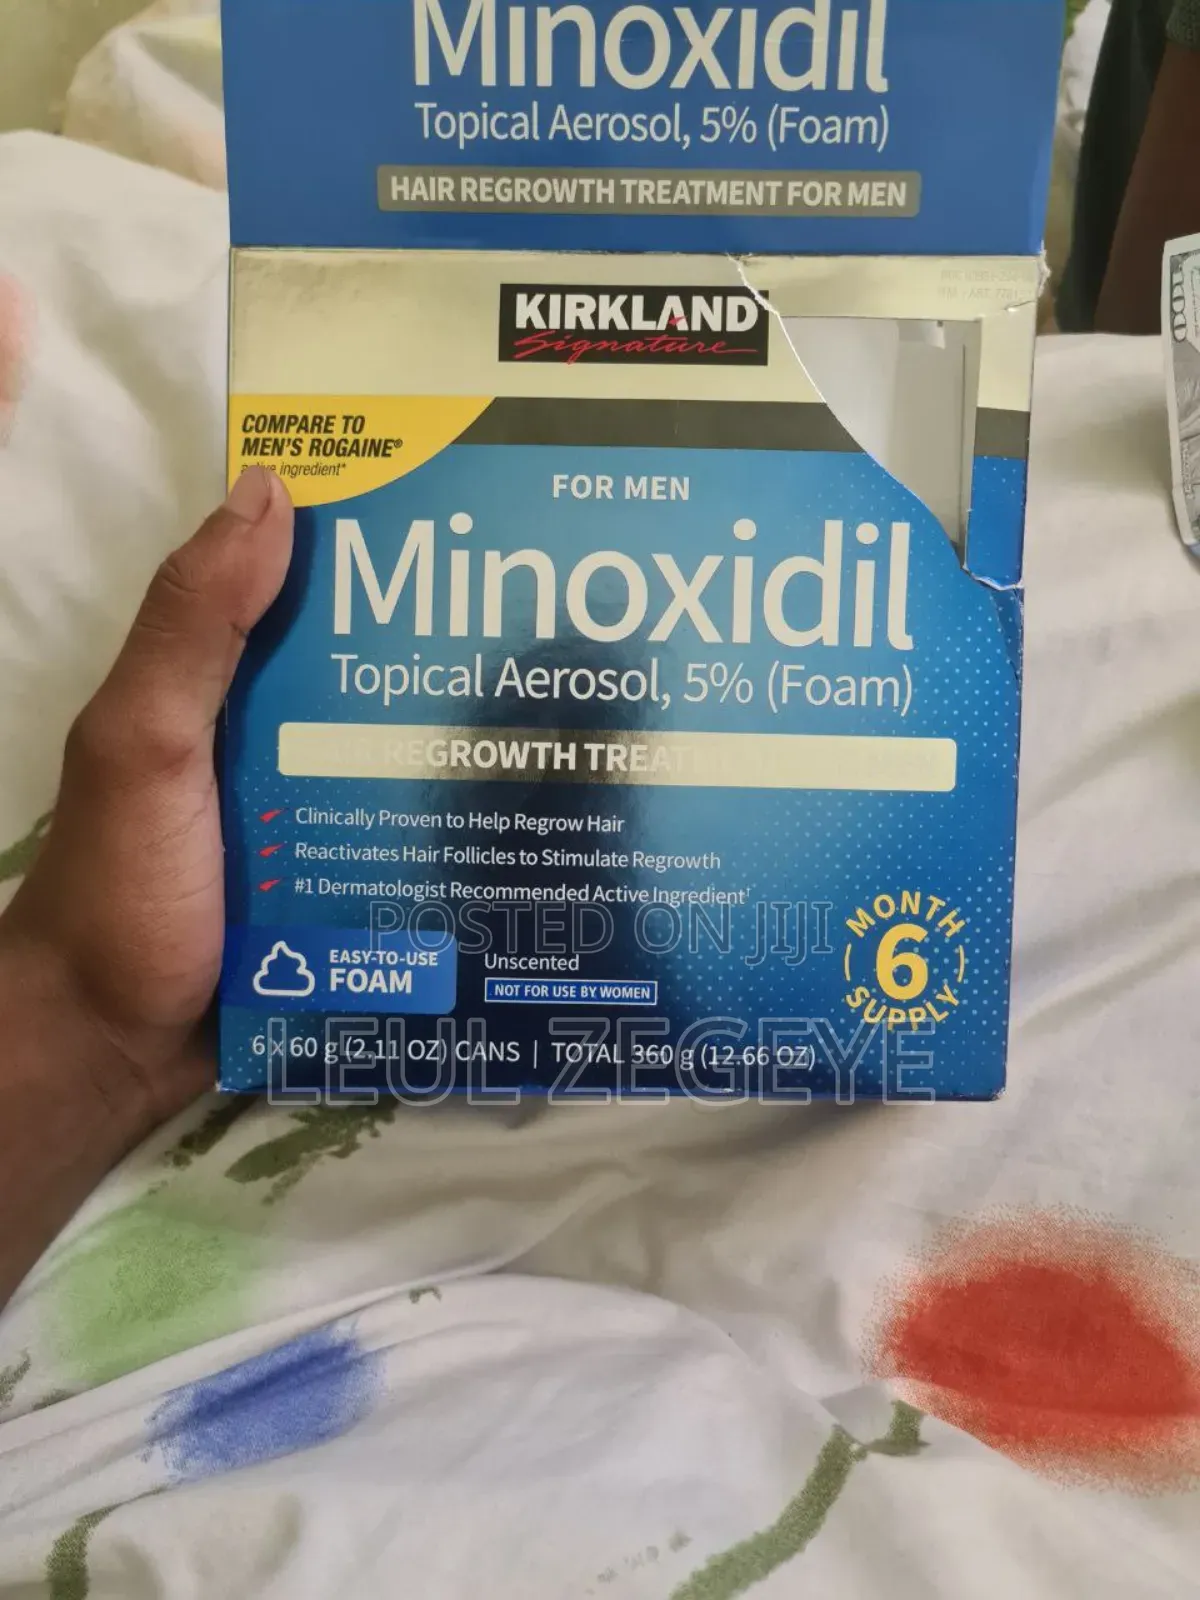 Minoxidil
Topical Aerosol, 5% (Foam)
HAIR REGROWTH TREATMENT FOR MEN
KIRKLAND
Signature
COMPARE TO
MEN'S ROGAINE®
active ingredient*
FOR MEN
Minoxidil
Topical Aerosol, 5% (Foam)
REGROWTH
Clinically Proven to Help Regrow Hair
Reactivates Hair Follicles to Stimulate Regrowth
#1 Dermatologist Recommended Active Ingredient†
POSTED ON JIJI
MONTH
6
SUPPLY
EASY-TO-USE
FOAM
Unscented
NOT FOR USE BY WOMEN
6 x 60 g (2.11 OZ) CANS | TOTAL 360 g (12.66 OZ)
LEUL ZEGEYE
100